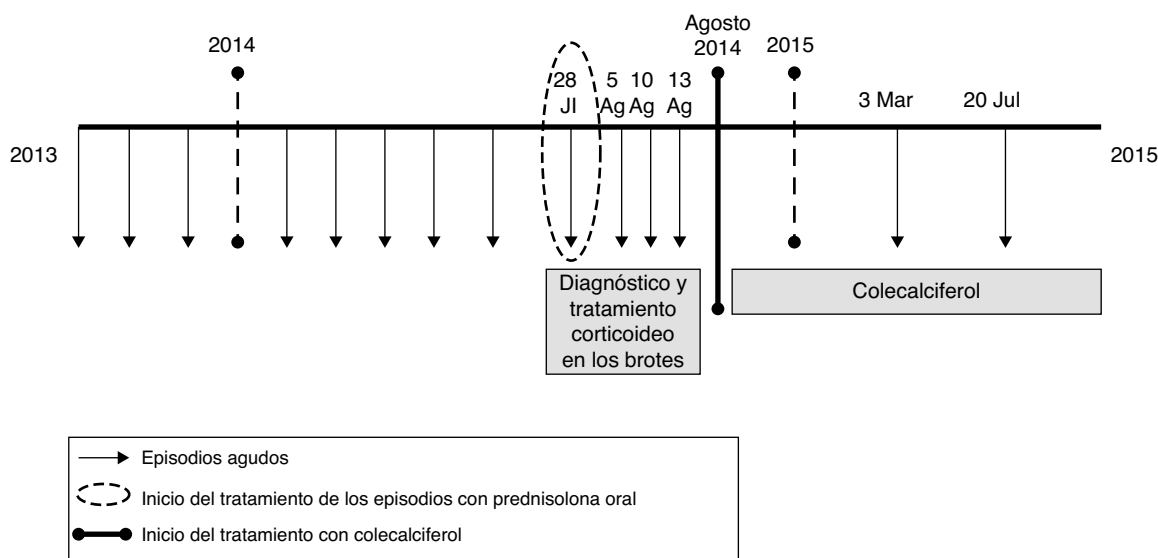 Agosto
2014
2014
2015
28
Jl
5
Ag
10
Ag
13
Ag
3 Mar
20 Jul
2013
2015
Diagnóstico y
tratamiento
corticoideo
en los brotes
Colecalciferol
Episodios agudos
Inicio del tratamiento de los episodios con prednisolona oral
Inicio del tratamiento con colecalciferol